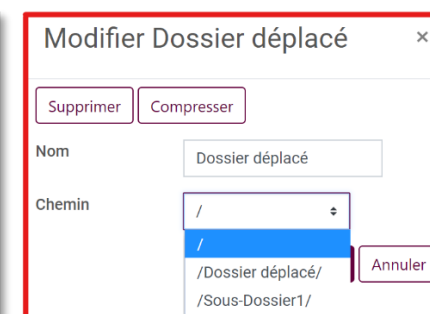 Modifier Dossier déplacé ×
Supprimer Compresser
Nom Dossier déplacé
Chemin /
/
/Dossier déplacé/ Annuler
/Sous-Dossier1/